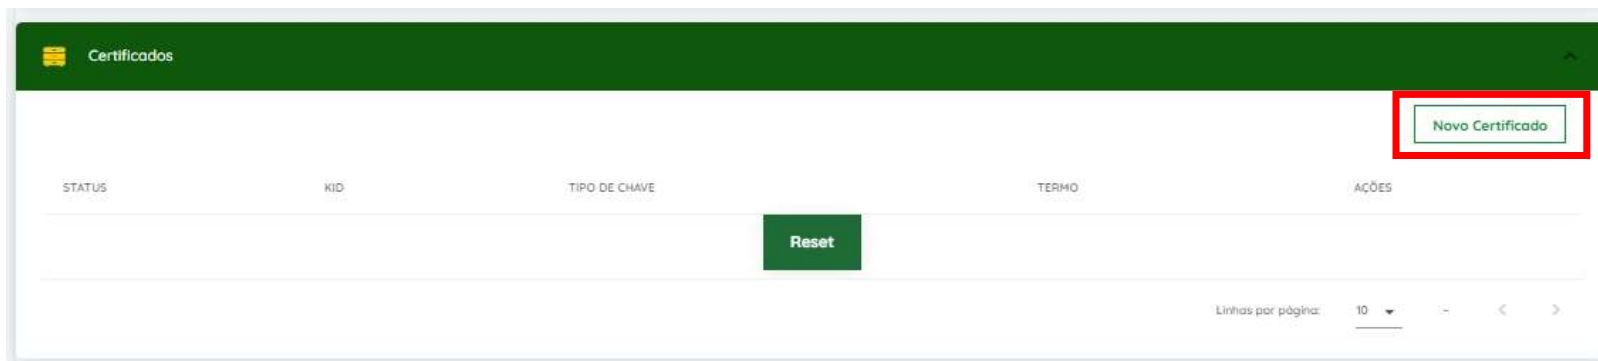 Certificados
Novo Certificado
STATUS KID TIPO DE CHAVE TERMO AÇÕES
Reset
Linhas por página: 10 -